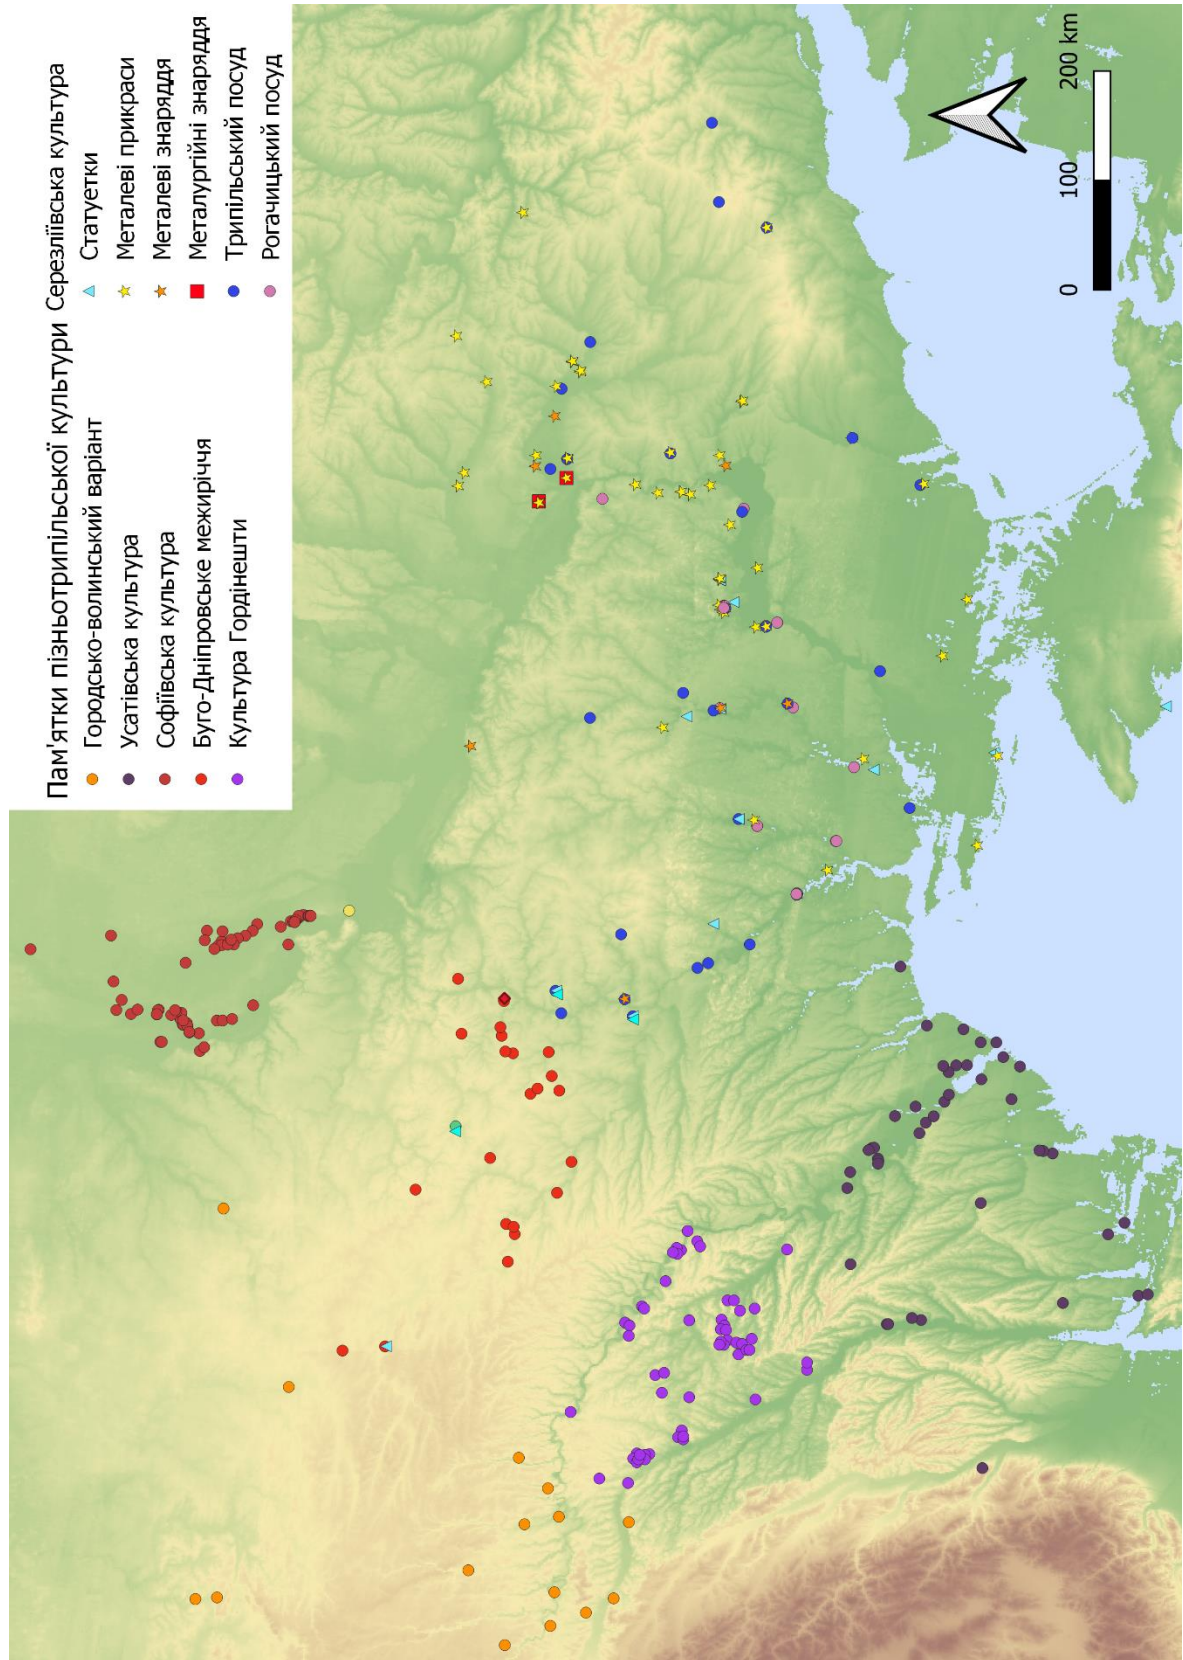 Пам'ятки пізньотрипільської культури
Городсько-волинський варіант
Усатівська культура
Софіївська культура
Буго-Дніпровське межиріччя
Культура Гординешти
Серезліївська культура
Статуетки
Металеві прикраси
Металеві знаряддя
Металургійні знаряддя
Трипільський посуд
Рогачицький посуд
0 100 200 km